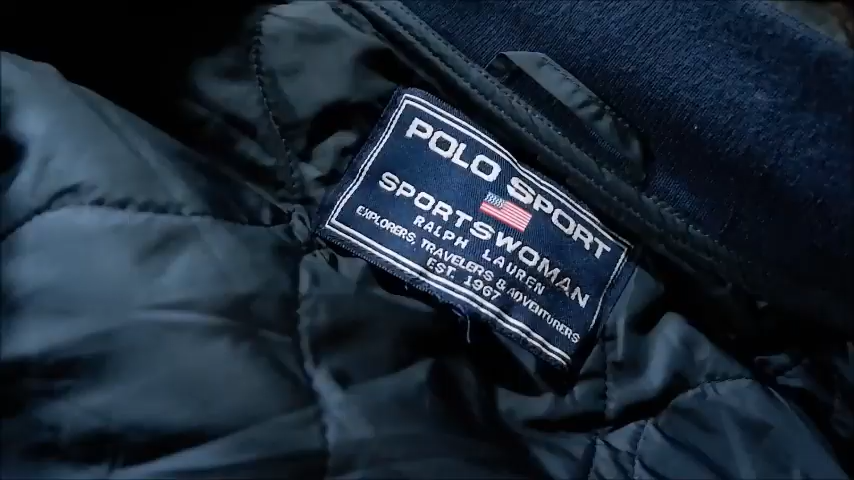 POLO SPORT
SPORTSWOMAN
RALPH LAUREN
EXPLORERS, TRAVELERS & ADVENTURERS
EST. 1967